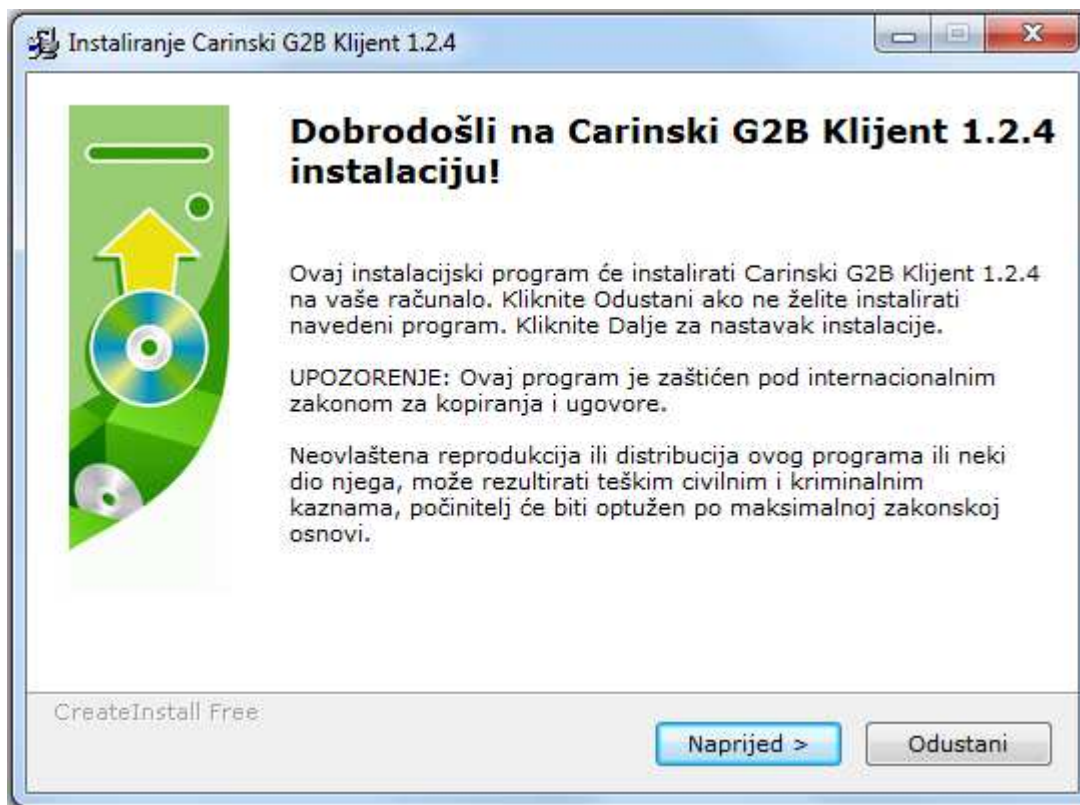 Instaliranje Carinski G2B Klijent 1.2.4
Dobrodošli na Carinski G2B Klijent 1.2.4
instalaciju!
Ovaj instalacijski program će instalirati Carinski G2B Klijent 1.2.4
na vaše računalo. Kliknite Odustani ako ne želite instalirati
navedeni program. Kliknite Dalje za nastavak instalacije.
UPOZORENJE: Ovaj program je zaštićen pod internacionalnim
zakonom za kopiranja i ugovore.
Neovlaštena reprodukcija ili distribucija ovog programa ili neki
dio njega, može rezultirati teškim civilnim i kriminalnim
kaznama, počinitelj će biti optužen po maksimalnoj zakonskoj
osnovi.
CreateInstall Free
Naprijed >
Odustani